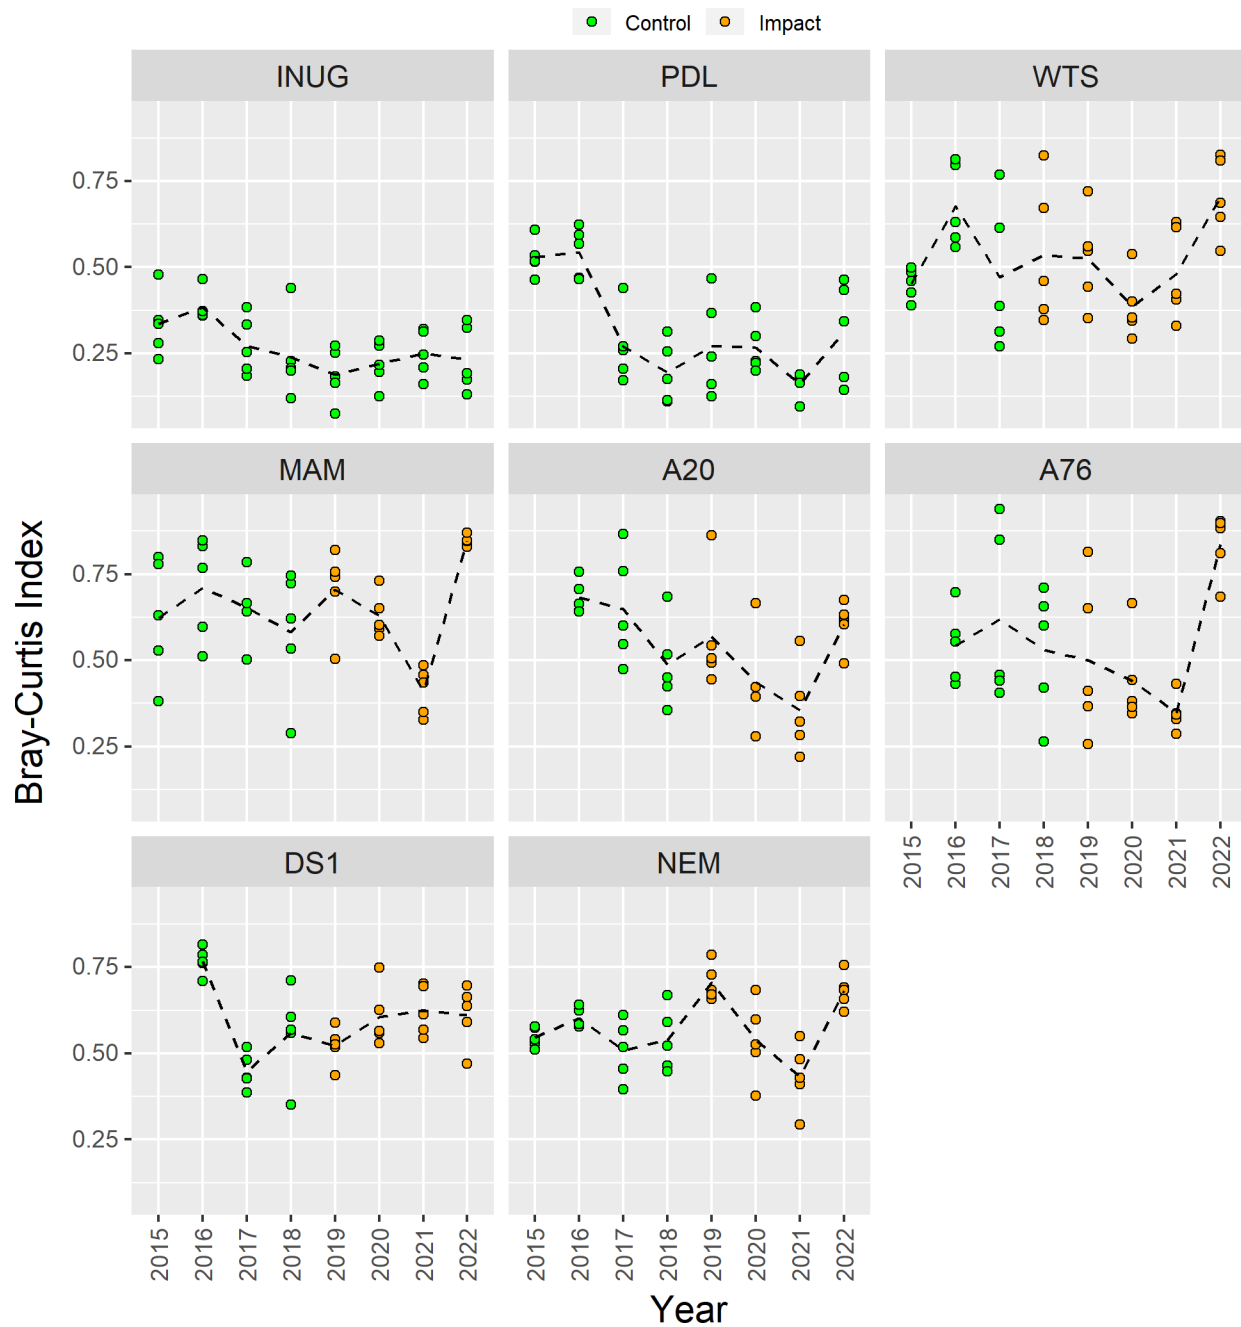 Control Impact
INUG PDL WTS
0.75
0.50
0.25
MAM A20 A76
0.75
0.50
0.25
2015 2016 2017 2018 2019 2020 2021 2022
DS1 NEM
0.75
0.50
0.25
2015 2016 2017 2018 2019 2020 2021 2022 2015 2016 2017 2018 2019 2020 2021 2022
Bray-Curtis Index
Year